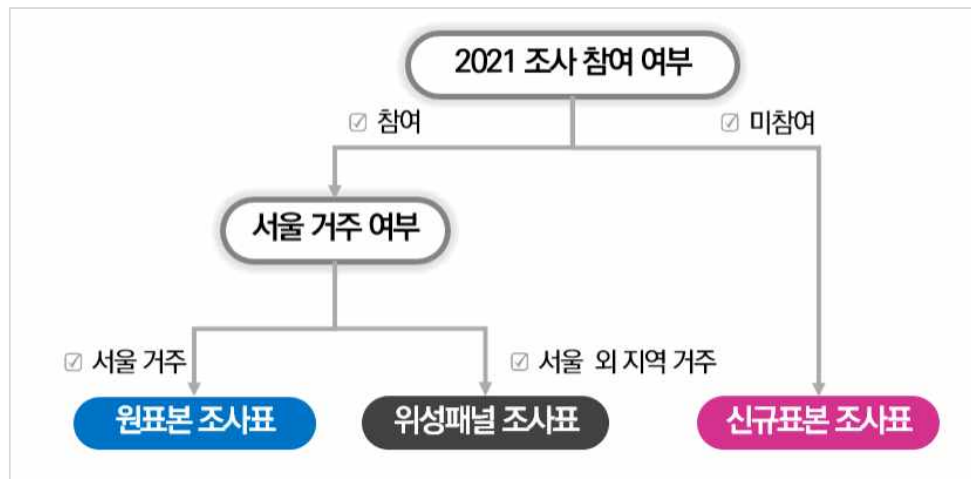 2021 조사 참여 여부
☑ 참여
☑ 미참여
서울 거주 여부
☑ 서울 거주
☑ 서울 외 지역 거주
원표본 조사표
위성패널 조사표
신규표본 조사표